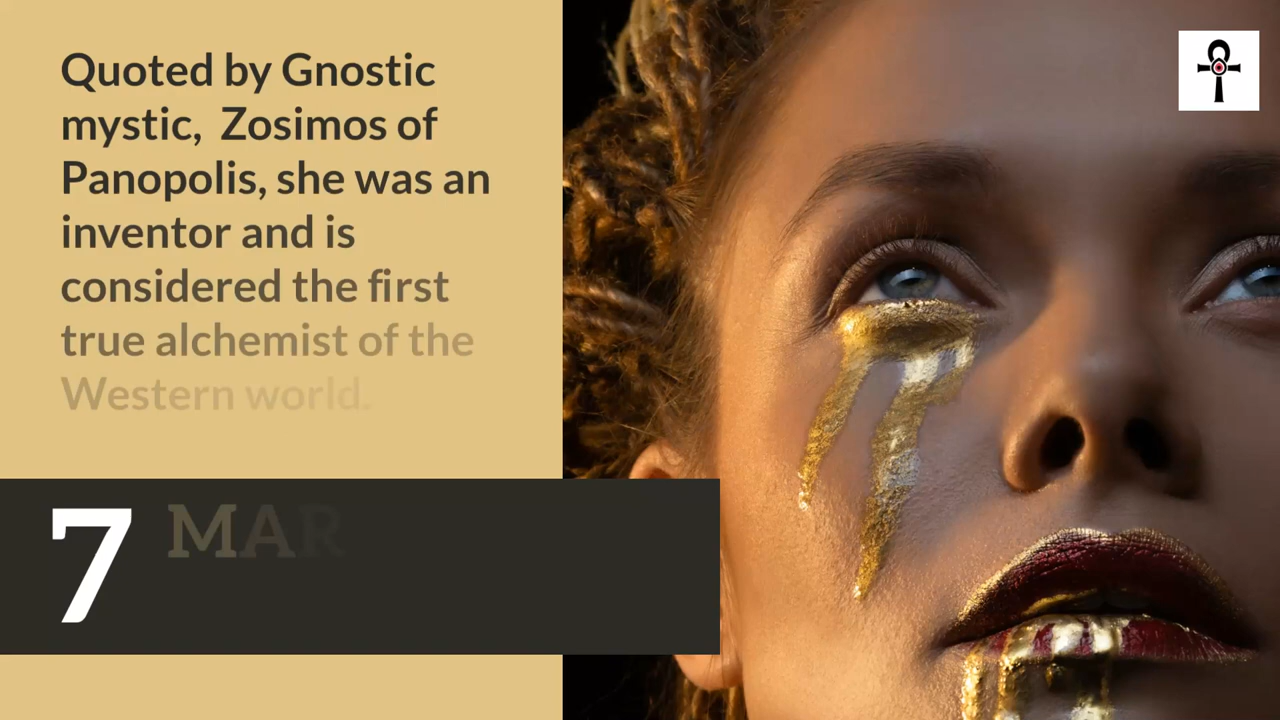 Quoted by Gnostic
mystic,  Zosimos of
Panopolis, she was an
inventor and is
considered the first
true alchemist of the
Western world.
7 MAR